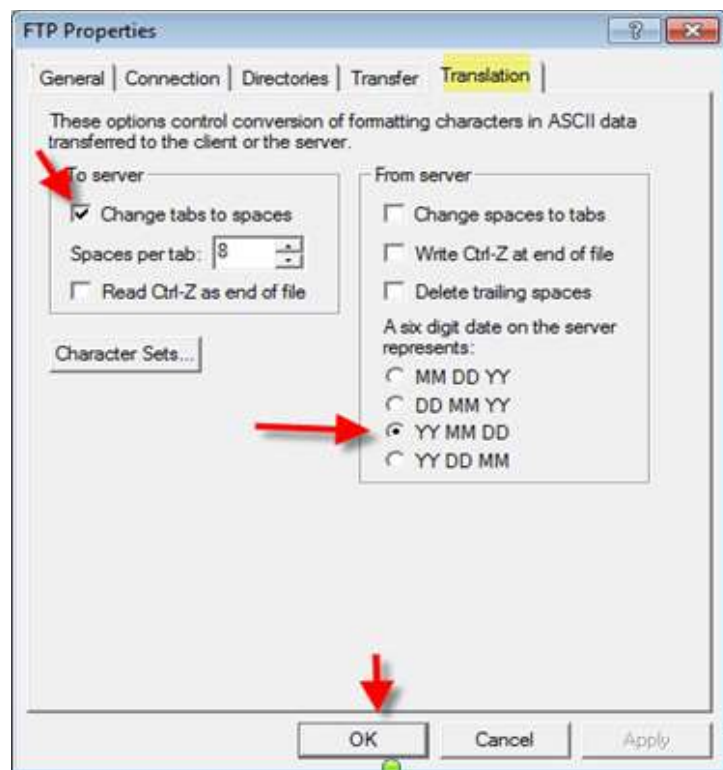 FTP Properties
General Connection Directories Transfer Translation
These options control conversion of formatting characters in ASCII data
transferred to the client or the server.
To server
Change tabs to spaces
Spaces per tab: 8
Read Ctrl-Z as end of file
Character Sets...
From server
Change spaces to tabs
Write Ctrl-Z at end of file
Delete trailing spaces
A six digit date on the server
represents:
MM DD YY
DD MM YY
YY MM DD
YY DD MM
OK Cancel Apply